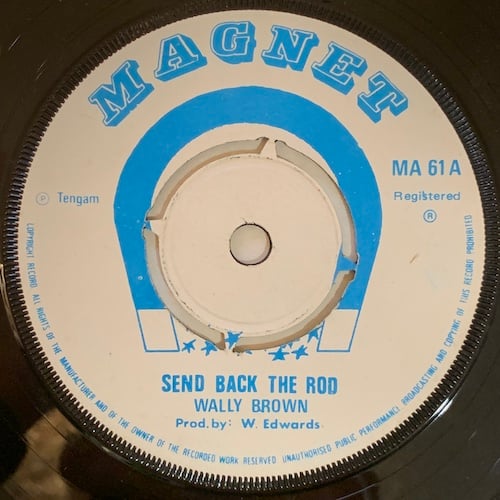 MAGNET
MA 61 A
Ⓟ Tengam
Registered
®
SEND BACK THE ROD
WALLY BROWN
Prod. by: W. Edwards
COPYRIGHT RECORD ALL RIGHTS OF THE MANUFACTURER AND OF THE OWNER OF THE RECORDED WORK RESERVED UNAUTHORISED PUBLIC PERFORMANCE, BROADCASTING AND COPYING OF THIS RECORD PROHIBITED